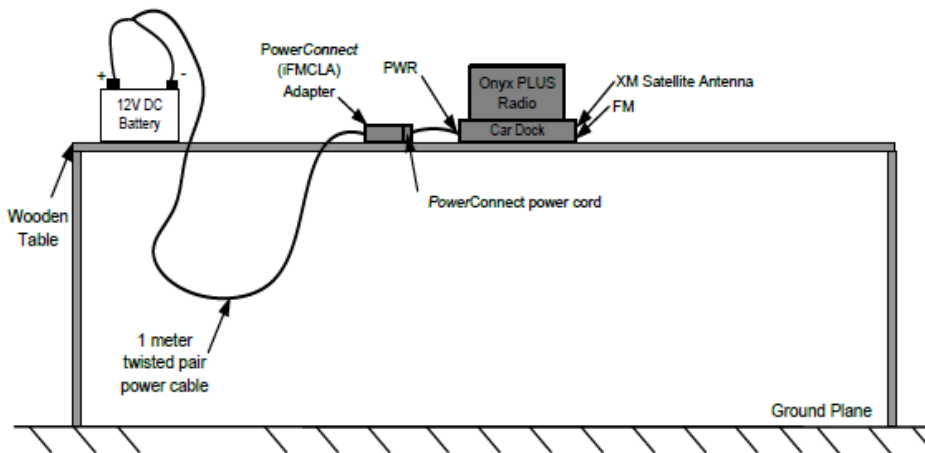 PowerConnect
(iFMCLA)
Adapter
PWR
Onyx PLUS
Radio
XM Satellite Antenna
FM
Car Dock
+
-
12V DC
Battery
PowerConnect power cord
Wooden
Table
1 meter
twisted pair
power cable
Ground Plane